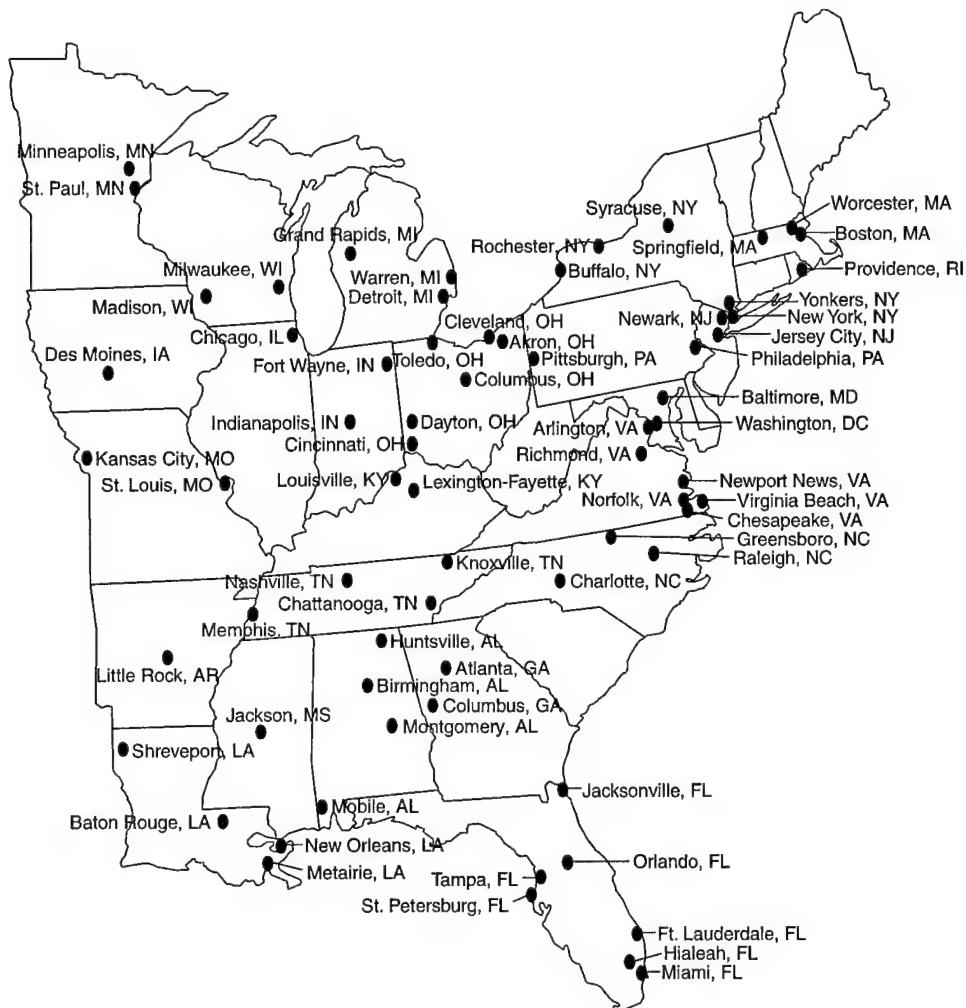 Minneapolis, MN
St. Paul, MN
Worcester, MA
Syracuse, NY
Boston, MA
Grand Rapids, MI
Rochester, NY
Springfield, MA
Milwaukee, WI
Warren, MI
Buffalo, NY
Providence, RI
Madison, WI
Detroit, MI
Yonkers, NY
Cleveland, OH
Newark, NJ
New York, NY
Chicago, IL
Akron, OH
Jersey City, NJ
Des Moines, IA
Fort Wayne, IN
Toledo, OH
Pittsburgh, PA
Philadelphia, PA
Columbus, OH
Baltimore, MD
Indianapolis, IN
Dayton, OH
Arlington, VA
Washington, DC
Cincinnati, OH
Kansas City, MO
Richmond, VA
St. Louis, MO
Louisville, KY
Lexington-Fayette, KY
Newport News, VA
Norfolk, VA
Virginia Beach, VA
Chesapeake, VA
Greensboro, NC
Knoxville, TN
Raleigh, NC
Nashville, TN
Charlotte, NC
Chattanooga, TN
Memphis, TN
Huntsville, AL
Little Rock, AR
Atlanta, GA
Birmingham, AL
Jackson, MS
Columbus, GA
Montgomery, AL
Shrevepon, LA
Jacksonville, FL
Mobile, AL
Baton Rouge, LA
New Orleans, LA
Metairie, LA
Orlando, FL
Tampa, FL
St. Petersburg, FL
Ft. Lauderdale, FL
Hialeah, FL
Miami, FL